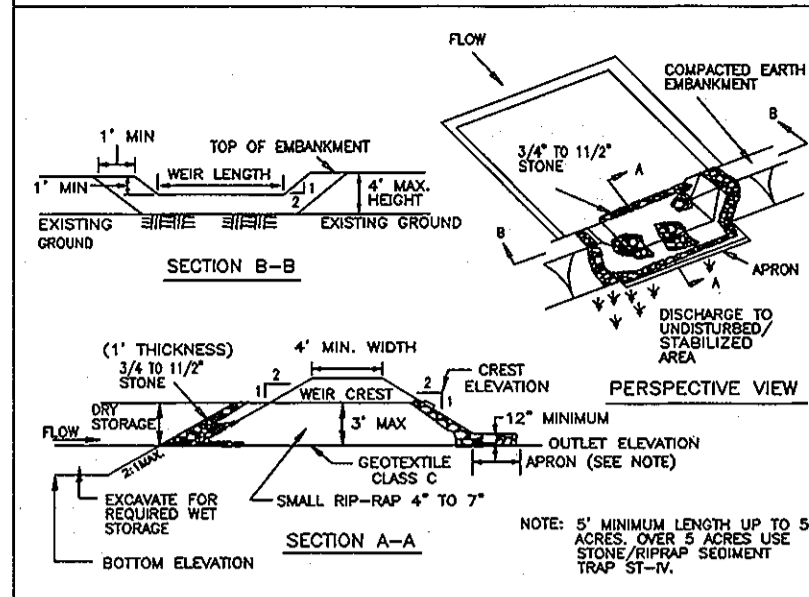 FLOW
COMPACTED EARTH
EMBANKMENT
B
3/4" TO 11/2"
STONE
A
B
A
APRON
DISCHARGE TO
UNDISTURBED/
STABILIZED
AREA
PERSPECTIVE VIEW
1' MIN
TOP OF EMBANKMENT
WEIR LENGTH
1' MIN
1
2
4' MAX.
HEIGHT
EXISTING
GROUND
EXISTING GROUND
SECTION B-B
(1' THICKNESS)
3/4 TO 11/2"
STONE
4' MIN. WIDTH
2
1
2
1
CREST
ELEVATION
WEIR CREST
DRY
STORAGE
3' MAX
12" MINIMUM
FLOW
OUTLET ELEVATION
2:1 MAX.
GEOTEXTILE
CLASS C
APRON (SEE NOTE)
EXCAVATE FOR
REQUIRED WET
STORAGE
SMALL RIP-RAP 4" TO 7"
BOTTOM ELEVATION
SECTION A-A
NOTE: 5' MINIMUM LENGTH UP TO 5
ACRES. OVER 5 ACRES USE
STONE/RIPRAP SEDIMENT
TRAP ST-IV.